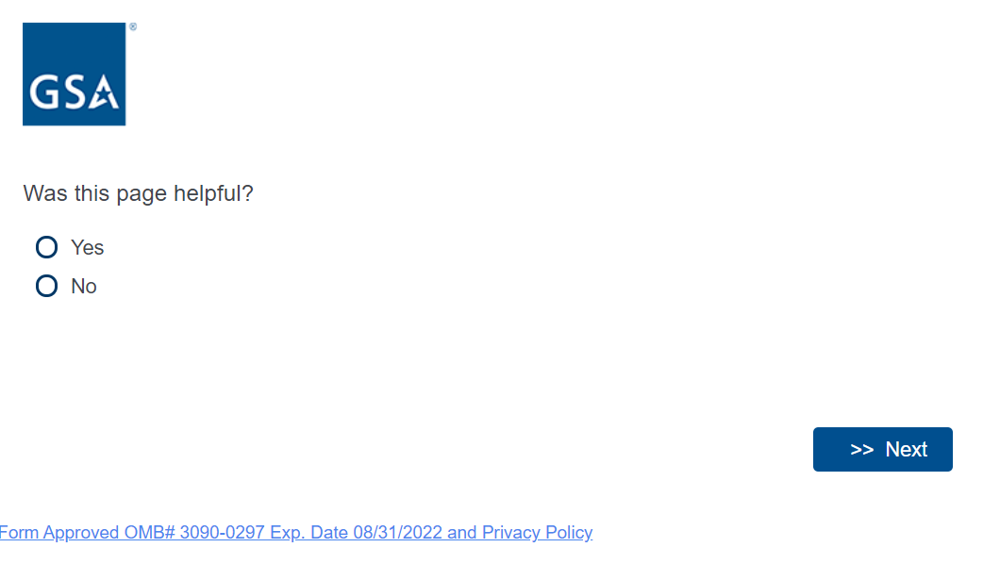 ®
GSA
Was this page helpful?
Yes
No
>> Next
Form Approved OMB# 3090-0297 Exp. Date 08/31/2022 and Privacy Policy